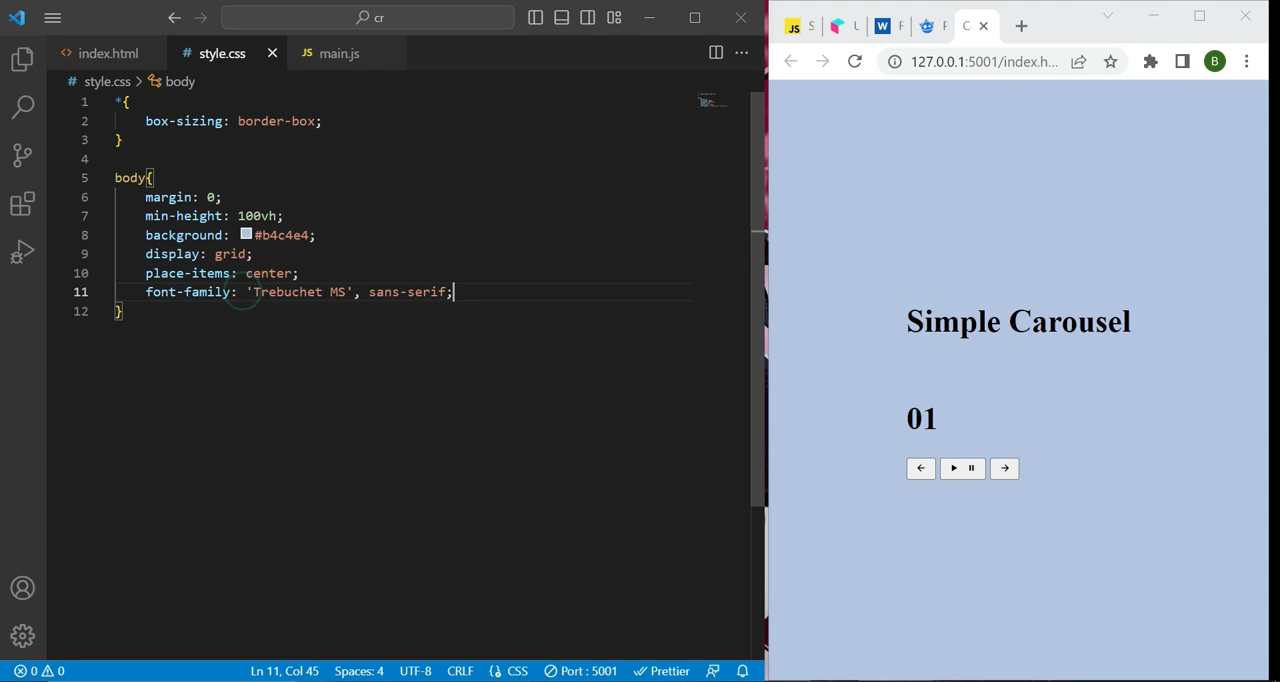 cr
index.html
# style.css
JS main.js
# style.css > body
1 *{
2 box-sizing: border-box;
3 }
4
5 body{
6 margin: 0;
7 min-height: 100vh;
8 background: #b4c4e4;
9 display: grid;
10 place-items: center;
11 font-family: 'Trebuchet MS', sans-serif;
12 }
0 0
Ln 11, Col 45 Spaces: 4 UTF-8 CRLF {} CSS Port : 5001 Prettier
JS S U W F F C
127.0.0.1:5001/index.h...
B
Simple Carousel
01